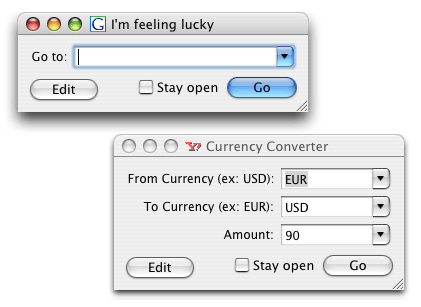 G I'm feeling lucky
Go to:
Edit Stay open Go
Y! Currency Converter
From Currency (ex: USD): EUR
To Currency (ex: EUR): USD
Amount: 90
Edit Stay open Go